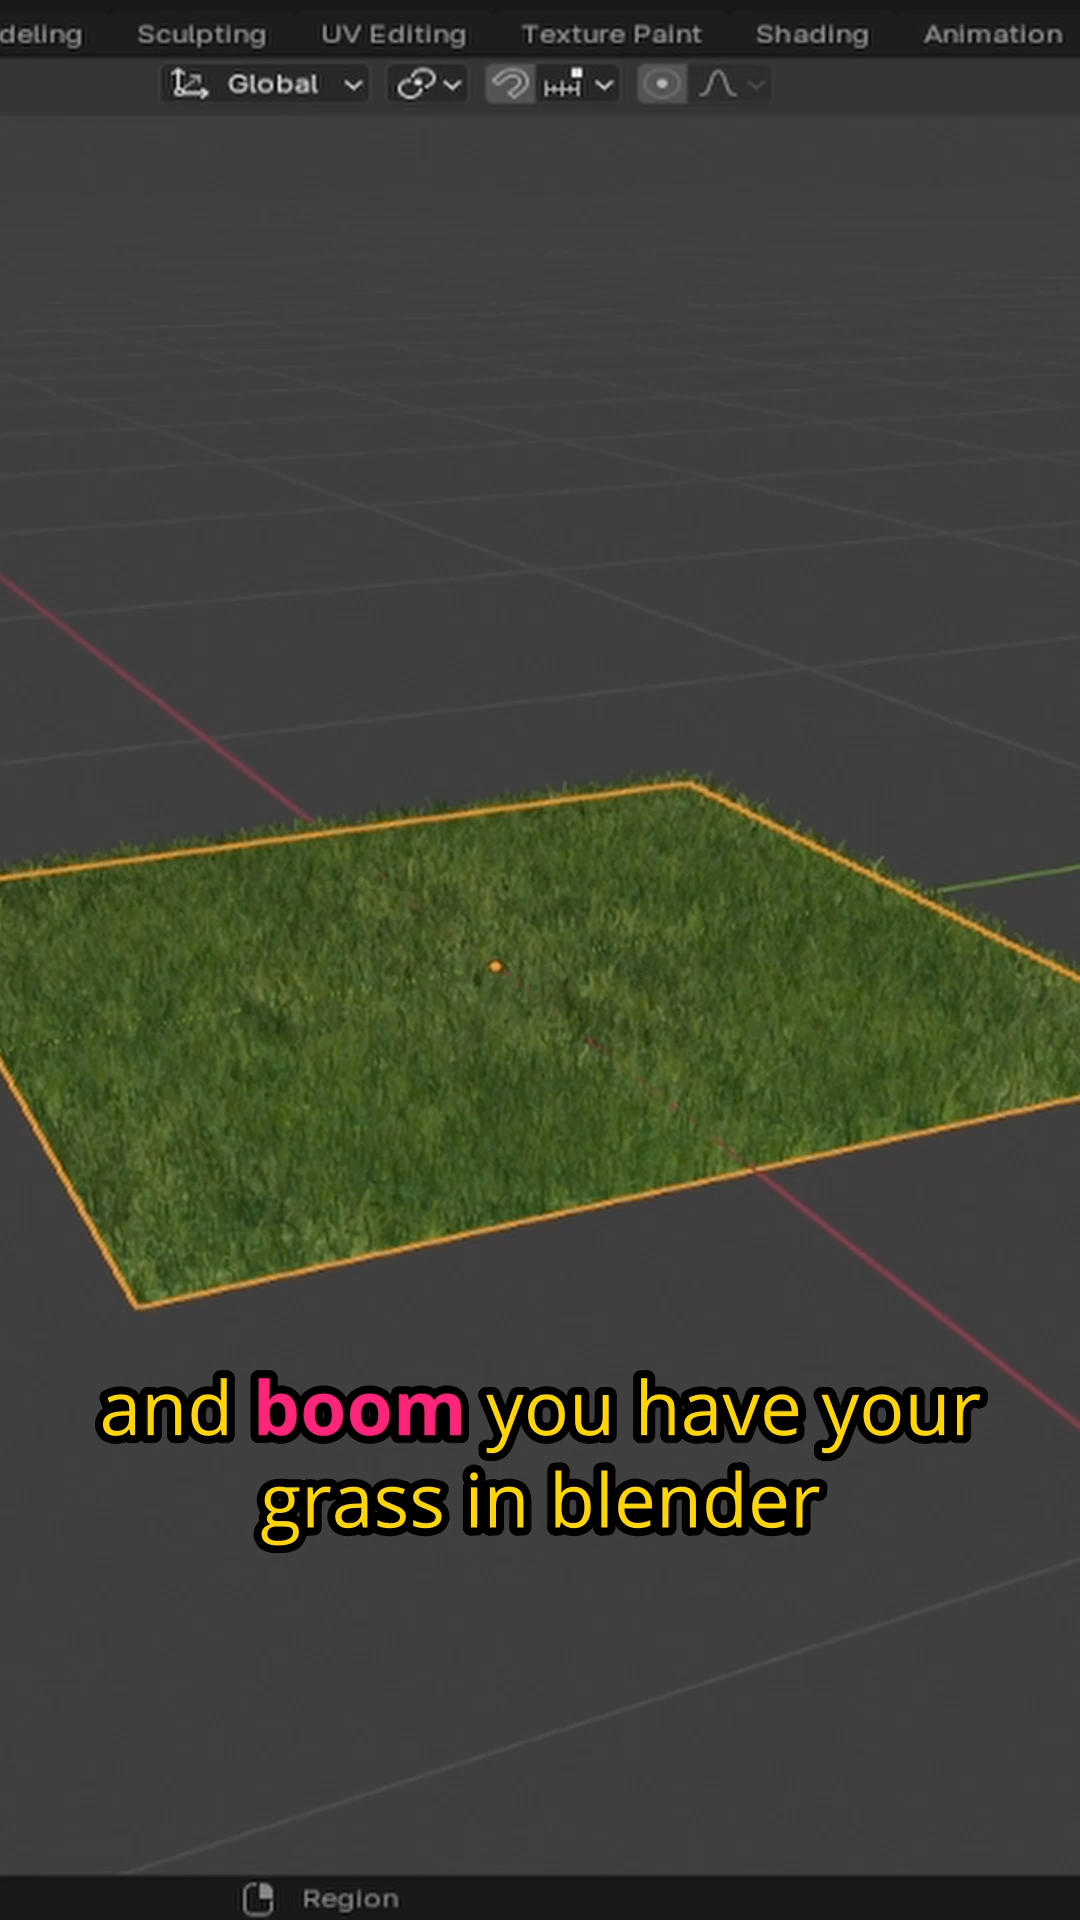 deling Sculpting UV Editing Texture Paint Shading Animation
Global
and boom you have your
grass in blender
Region